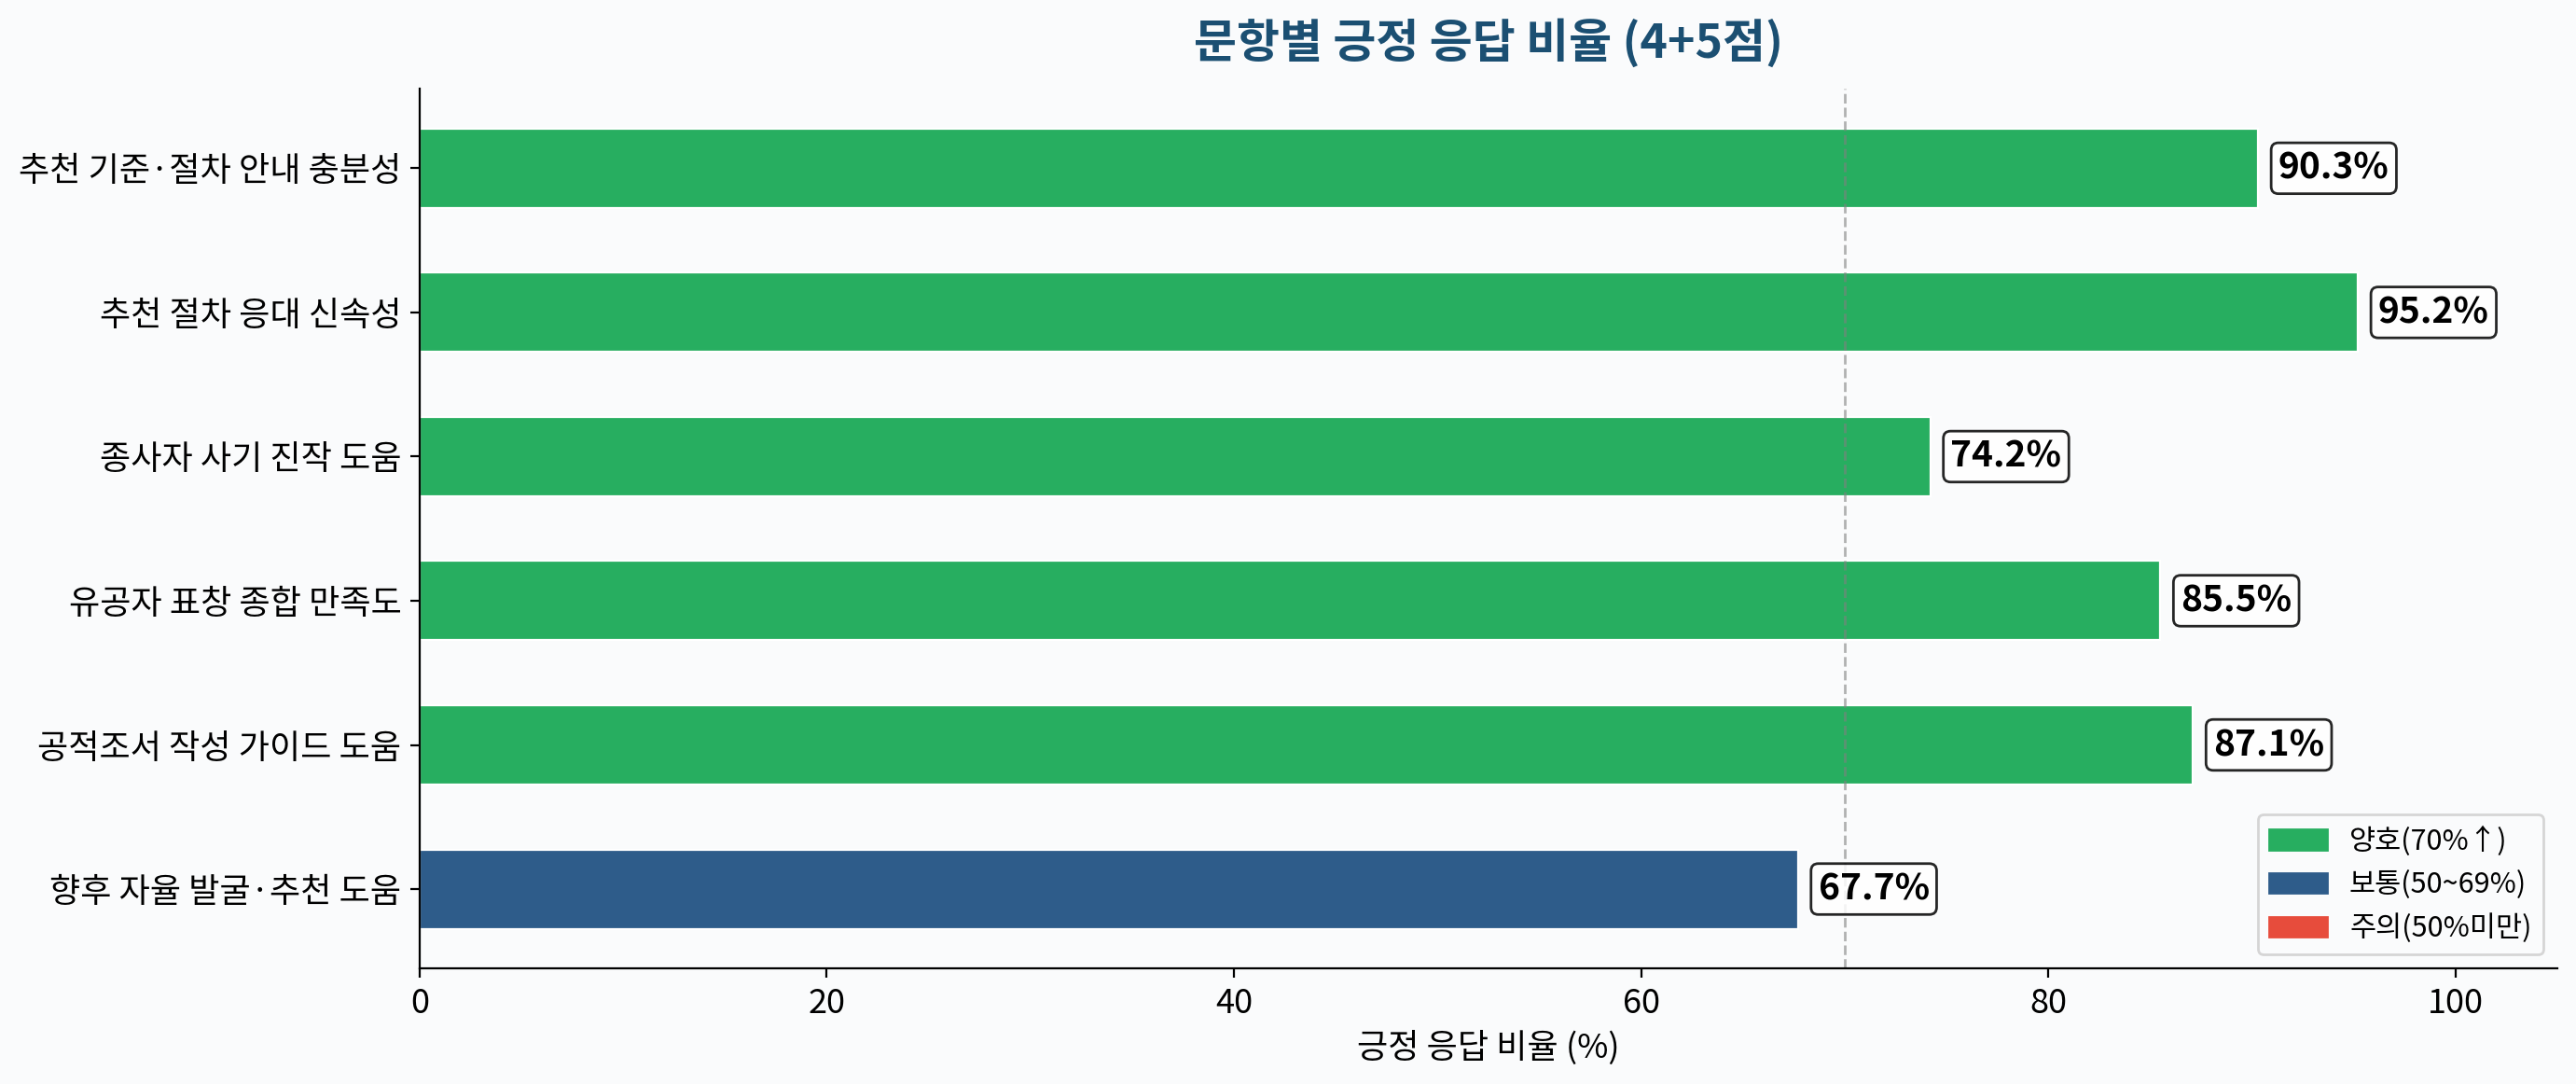 문항별 긍정 응답 비율 (4+5점)
추천 기준·절차 안내 충분성
90.3%
추천 절차 응대 신속성
95.2%
종사자 사기 진작 도움
74.2%
유공자 표창 종합 만족도
85.5%
공적조서 작성 가이드 도움
87.1%
향후 자율 발굴·추천 도움
67.7%
양호(70%↑)
보통(50~69%)
주의(50%미만)
0 20 40 60 80 100
긍정 응답 비율 (%)